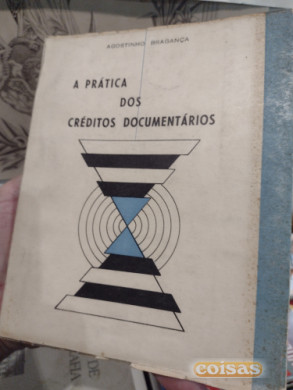 AGOSTINHO BRAGANÇA
A PRÁTICA
DOS
CRÉDITOS DOCUMENTÁRIOS
coisas